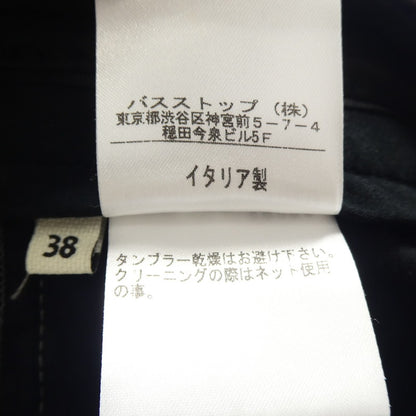 バスストップ（株）
東京都渋谷区神宮前5-7-4
穏田今泉ビル5F
イタリア製
38
タンブラー乾燥はお避け下さい。
クリーニングの際はネット使用
の事。